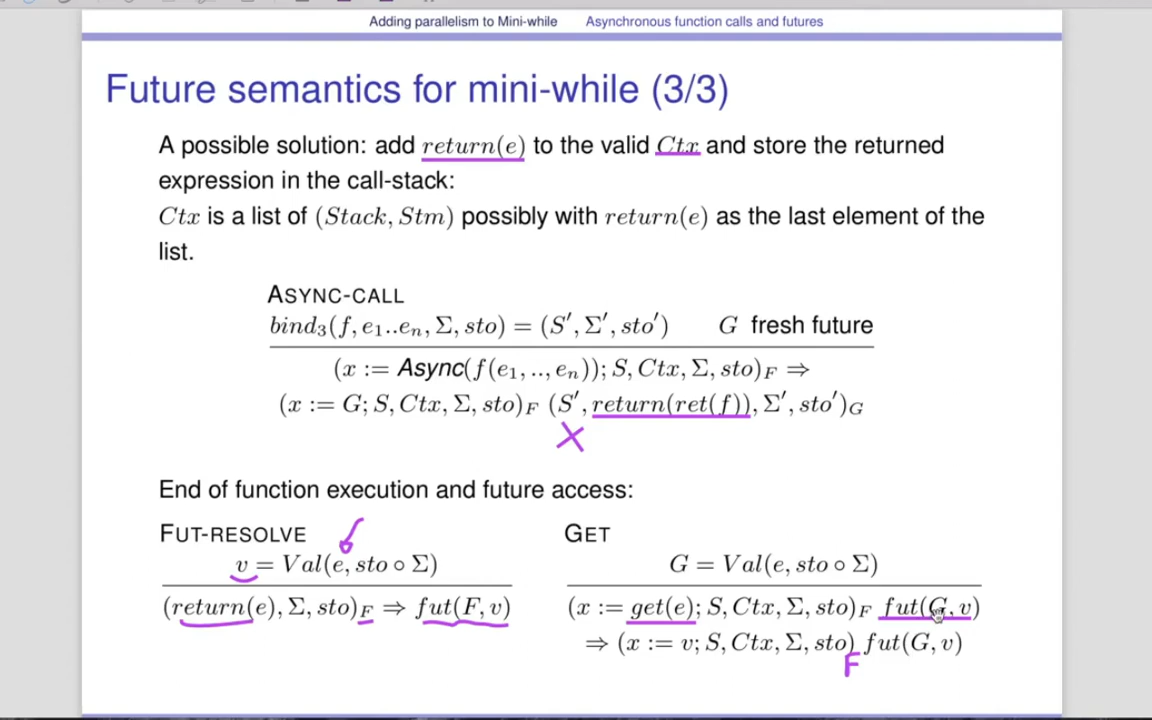 Adding parallelism to Mini-while Asynchronous function calls and futures
Future semantics for mini-while (3/3)
A possible solution: add return(e) to the valid Ctx and store the returned
expression in the call-stack:
Ctx is a list of (Stack, Stm) possibly with return(e) as the last element of the
list.
ASYNC-CALL
bind₃(f, e₁..eₙ, Σ, sto) = (S′, Σ′, sto′) G fresh future
(x := Async(f(e₁, .., eₙ)); S, Ctx, Σ, sto)F ⇒
(x := G; S, Ctx, Σ, sto)F (S′, return(ret(f)), Σ′, sto′)G
X
End of function execution and future access:
FUT-RESOLVE
v = Val(e, sto ∘ Σ)
(return(e), Σ, sto)F ⇒ fut(F, v)
GET
G = Val(e, sto ∘ Σ)
(x := get(e); S, Ctx, Σ, sto)F fut(G, v)
⇒ (x := v; S, Ctx, Σ, sto) fut(G, v)
F